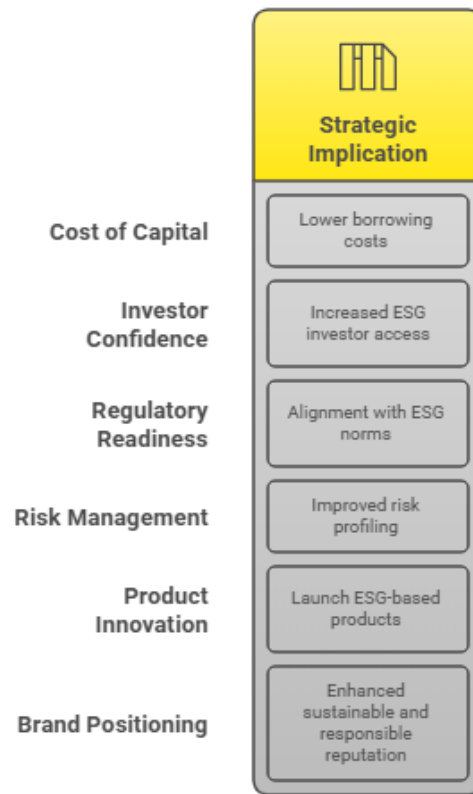 Strategic
Implication
Cost of Capital
Lower borrowing
costs
Investor
Confidence
Increased ESG
investor access
Regulatory
Readiness
Alignment with ESG
norms
Risk Management
Improved risk
profiling
Product
Innovation
Launch ESG-based
products
Brand Positioning
Enhanced
sustainable and
responsible
reputation